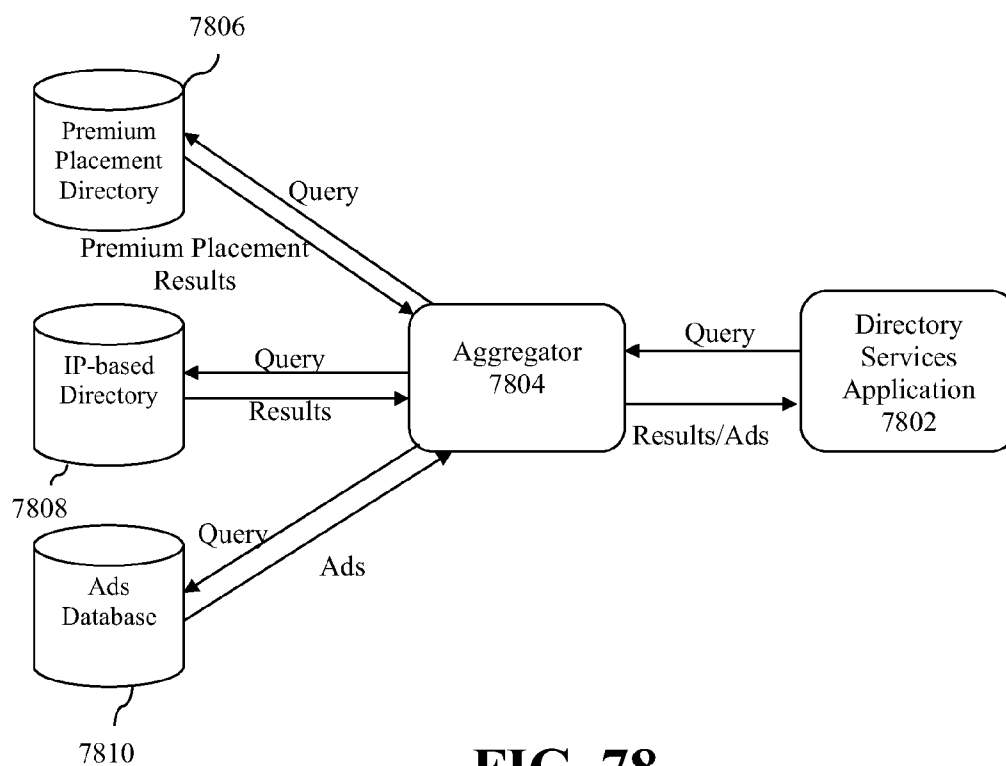 7806
Premium
Placement
Directory
Query
Premium Placement
Results
IP-based
Directory
Query
Results
7808
Aggregator
7804
Query
Results/Ads
Directory
Services
Application
7802
Ads
Database
Query
Ads
7810
FIG. 78